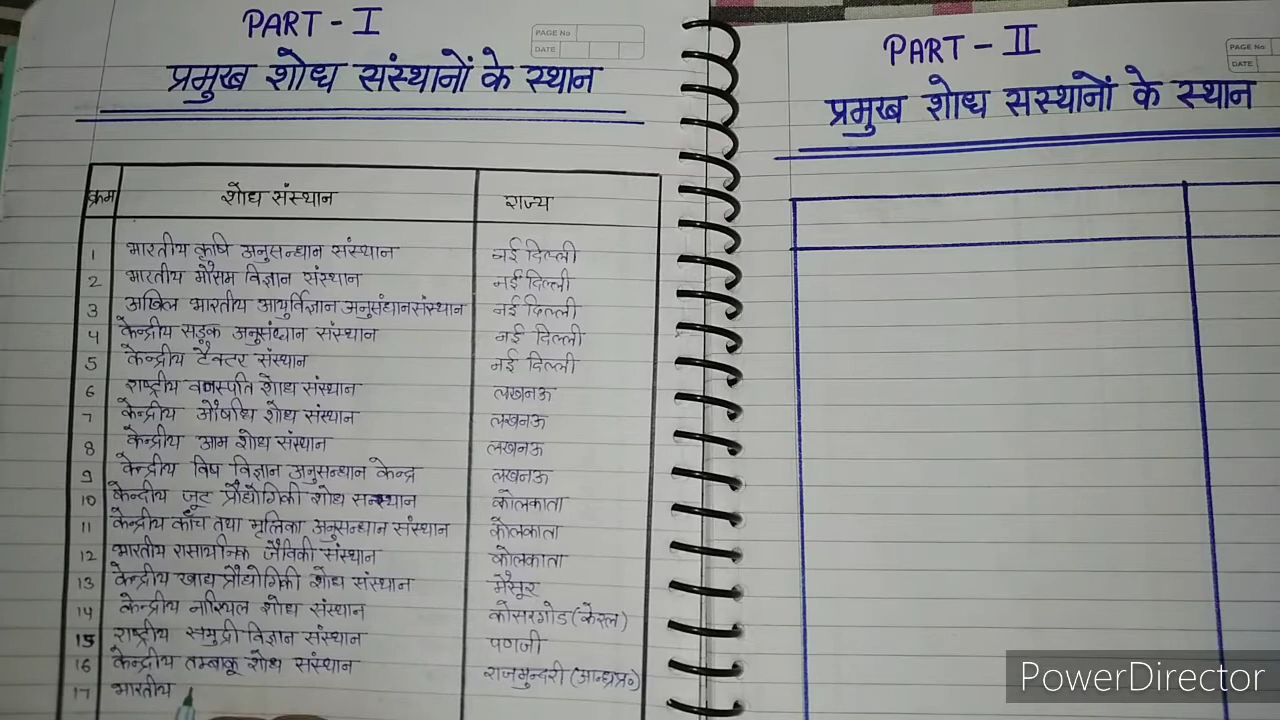 PART - I
PAGE No
DATE
प्रमुख शोध संस्थानों के स्थान
क्रम शोध संस्थान राज्य
1 भारतीय कृषि अनुसन्धान संस्थान नई दिल्ली
2 भारतीय मौसम विज्ञान संस्थान नई दिल्ली
3 अखिल भारतीय आयुर्विज्ञान अनुसंधान संस्थान नई दिल्ली
4 केन्द्रीय सड़क अनुसंधान संस्थान नई दिल्ली
5 केन्द्रीय टैक्टर संस्थान नई दिल्ली
6 राष्ट्रीय वनस्पति शोध संस्थान लखनऊ
7 केन्द्रीय औषधि शोध संस्थान लखनऊ
8 केन्द्रीय आम शोध संस्थान लखनऊ
9 केन्द्रीय विष विज्ञान अनुसन्धान केन्द्र लखनऊ
10 केन्दीय जूट प्रौद्योगिकी शोध सन्स्थान कोलकाता
11 केन्द्रीय काँच तथा मृतिका अनुसन्धान संस्थान कोलकाता
12 भारतीय रासायनिक जैविकी संस्थान कोलकाता
13 केन्द्रीय खाद्य प्रौद्योगिकी शोध संस्थान मैसूर
14 केन्द्रीय नारियल शोध संस्थान कोसरगोड (केरल)
15 राष्ट्रीय समुद्री विज्ञान संस्थान पणजी
16 केन्द्रीय तम्बाकू शोध संस्थान राजमुन्दरी (आन्ध्रप्र०)
17 भारतीय
PART - II
PAGE No
DATE
प्रमुख शोध सस्थानों के स्थान
PowerDirector